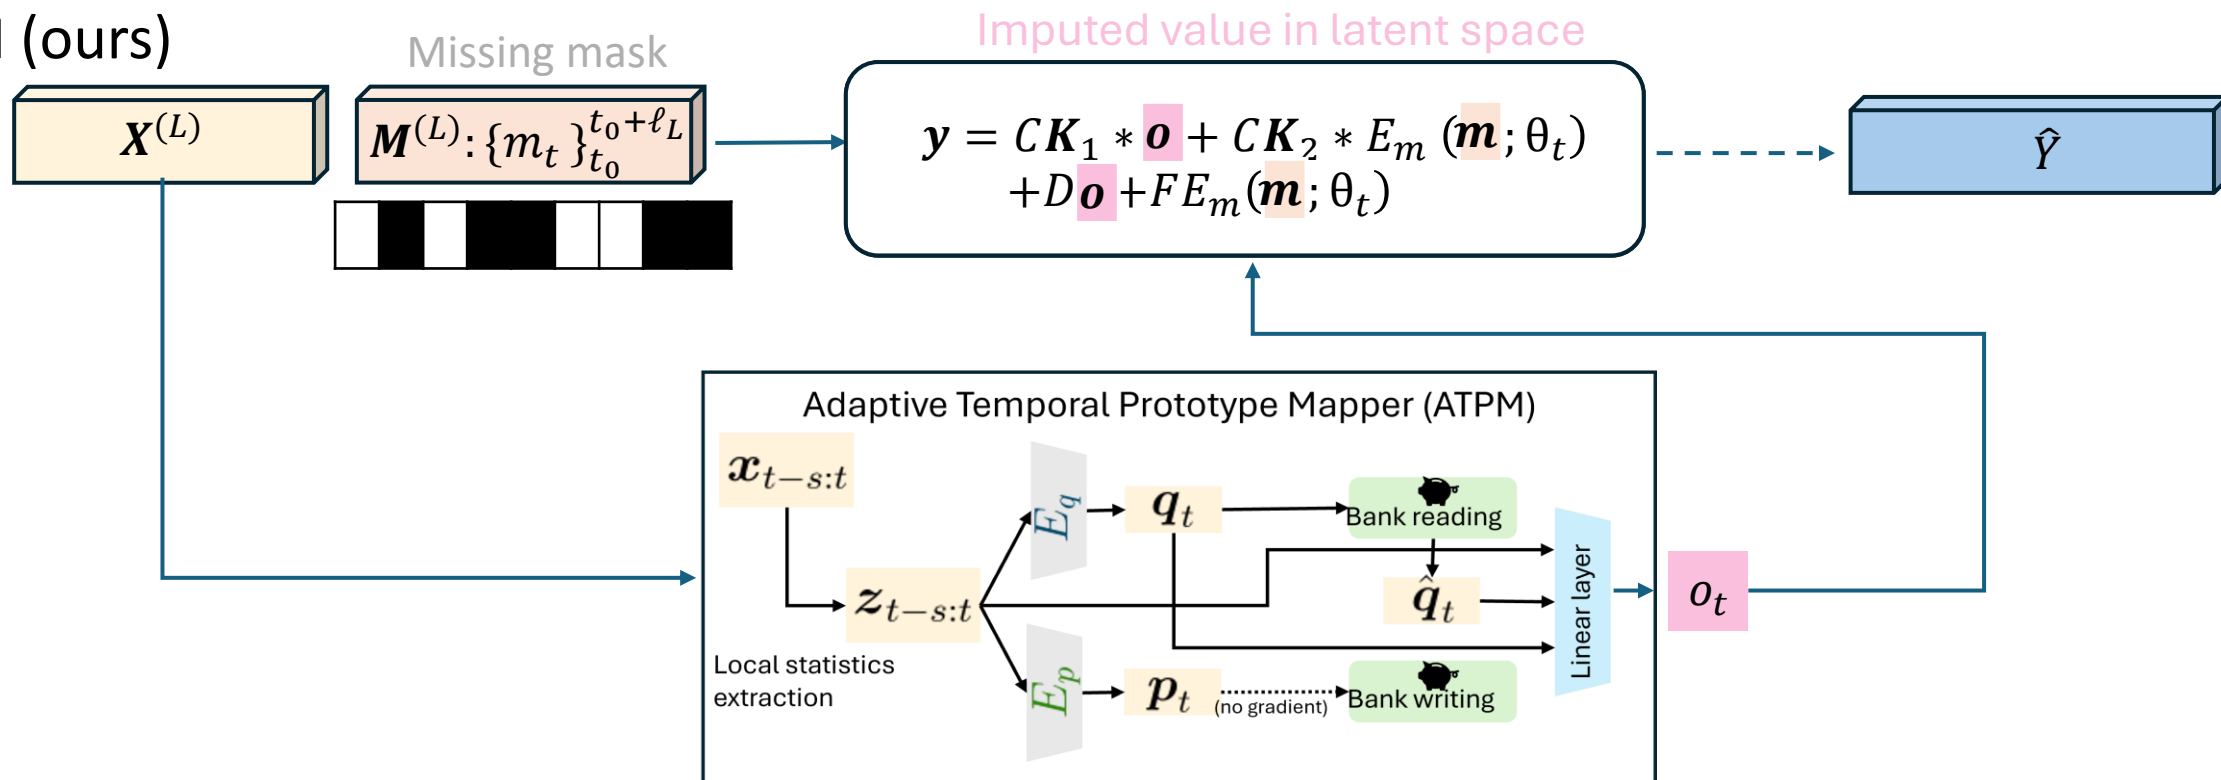 (ours)
Missing mask
Imputed value in latent space
X^{(L)}
M^{(L)}: {m_t}_{t_0}^{t_0+ℓ_L}
y = CK_1 * o + CK_2 * E_m (m; θ_t)
+Do+FE_m(m; θ_t)
Ŷ
Adaptive Temporal Prototype Mapper (ATPM)
x_{t−s:t}
E_q
q_t
Bank reading
z_{t−s:t}
q̂_t
Linear layer
o_t
Local statistics
extraction
E_p
p_t
(no gradient)
Bank writing